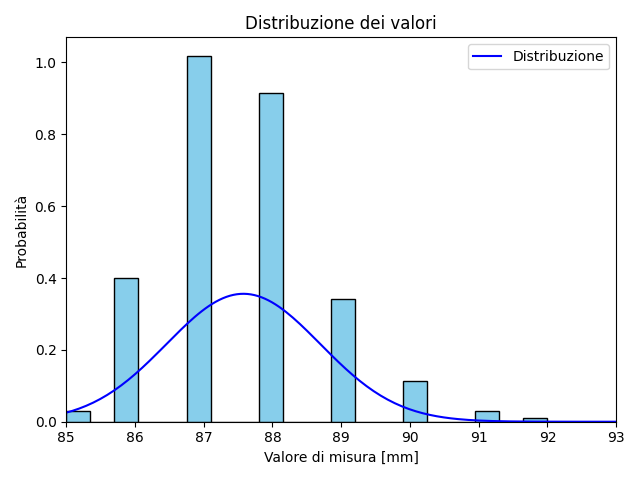 Distribuzione dei valori
Distribuzione
Probabilità
1.0
0.8
0.6
0.4
0.2
0.0
85 86 87 88 89 90 91 92 93
Valore di misura [mm]